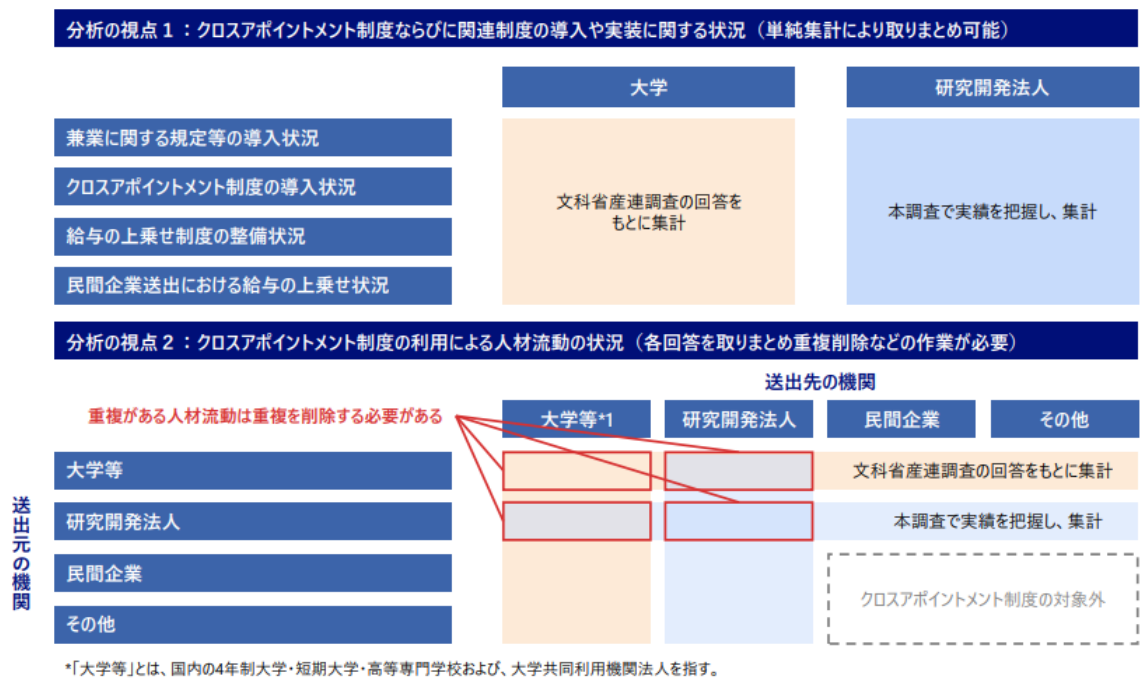 分析の視点１：クロスアポイントメント制度ならびに関連制度の導入や実装に関する状況（単純集計により取りまとめ可能）
大学
研究開発法人
兼業に関する規定等の導入状況
クロスアポイントメント制度の導入状況
給与の上乗せ制度の整備状況
民間企業送出における給与の上乗せ状況
文科省産連調査の回答を
もとに集計
本調査で実績を把握し、集計
分析の視点２：クロスアポイントメント制度の利用による人材流動の状況（各回答を取りまとめ重複削除などの作業が必要）
送出先の機関
重複がある人材流動は重複を削除する必要がある
大学等*1
研究開発法人
民間企業
その他
送出元の機関
大学等
文科省産連調査の回答をもとに集計
研究開発法人
本調査で実績を把握し、集計
民間企業
クロスアポイントメント制度の対象外
その他
*「大学等」とは、国内の4年制大学・短期大学・高等専門学校および、大学共同利用機関法人を指す。